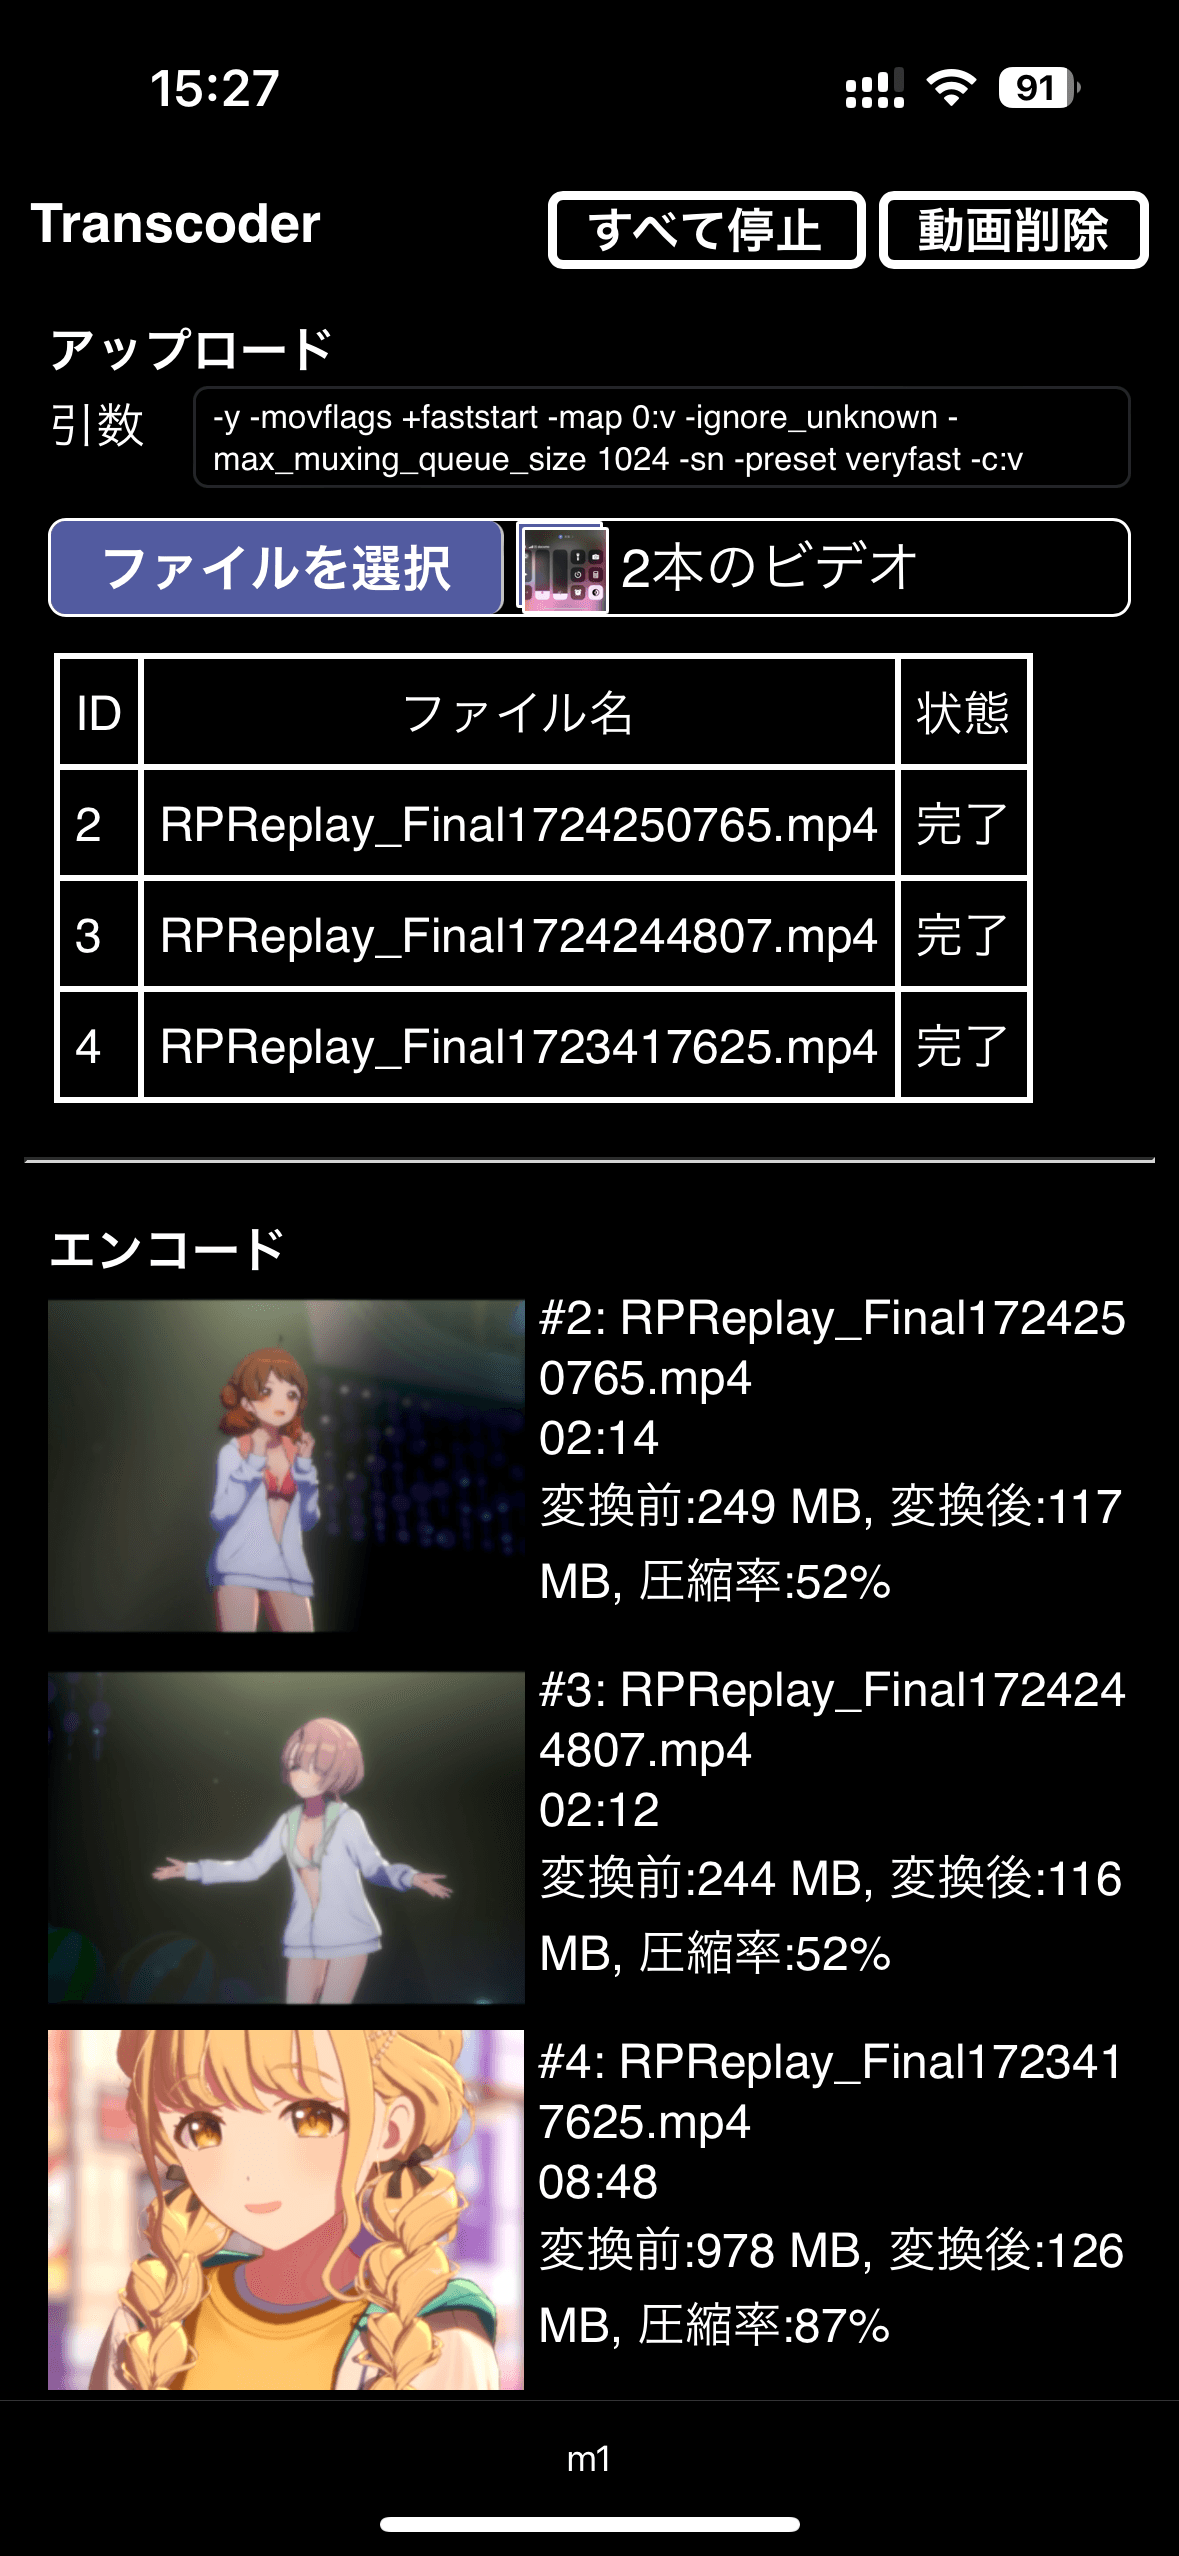 15:27
91
Transcoder
すべて停止
動画削除
アップロード
引数
-y -movflags +faststart -map 0:v -ignore_unknown -
max_muxing_queue_size 1024 -sn -preset veryfast -c:v
ファイルを選択
2本のビデオ
ID ファイル名 状態
2 RPReplay_Final1724250765.mp4 完了
3 RPReplay_Final1724244807.mp4 完了
4 RPReplay_Final1723417625.mp4 完了
エンコード
#2: RPReplay_Final172425
0765.mp4
02:14
変換前:249 MB, 変換後:117
MB, 圧縮率:52%
#3: RPReplay_Final172424
4807.mp4
02:12
変換前:244 MB, 変換後:116
MB, 圧縮率:52%
#4: RPReplay_Final172341
7625.mp4
08:48
変換前:978 MB, 変換後:126
MB, 圧縮率:87%
m1